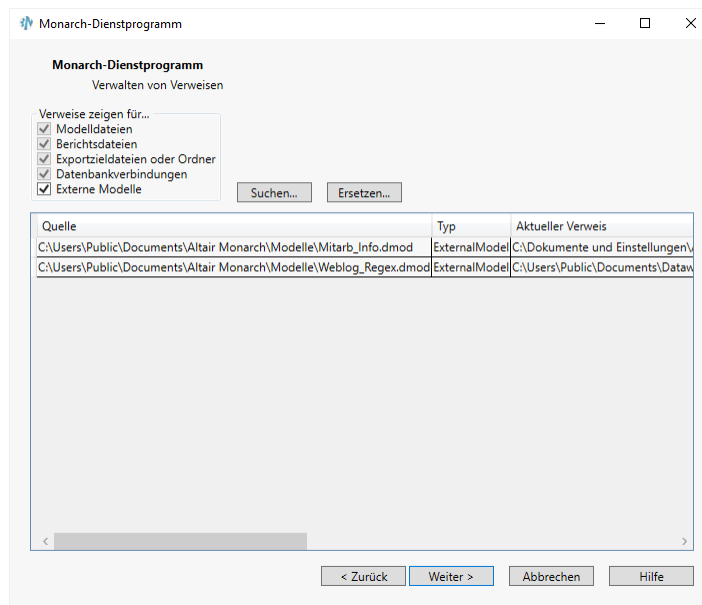 Monarch-Dienstprogramm
Monarch-Dienstprogramm
Verwalten von Verweisen
Verweise zeigen für...
Modelldateien
Berichtsdateien
Exportzieldateien oder Ordner
Datenbankverbindungen
Externe Modelle
Suchen... Ersetzen...
Quelle Typ Aktueller Verweis
C:\Users\Public\Documents\Altair Monarch\Modelle\Mitarb_Info.dmod ExternalModel C:\Dokumente und Einstellungen\
C:\Users\Public\Documents\Altair Monarch\Modelle\Weblog_Regex.dmod ExternalModel C:\Users\Public\Documents\Dataw
< Zurück Weiter > Abbrechen Hilfe